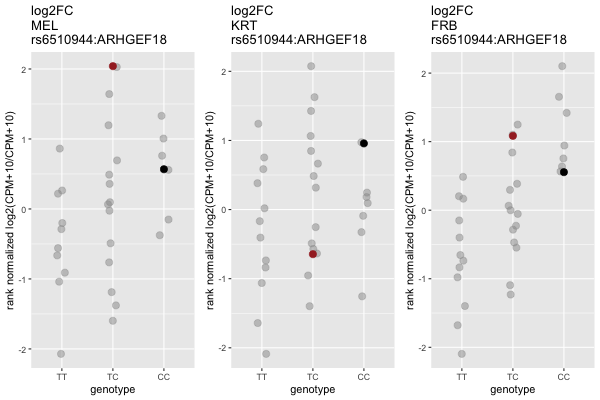 log2FC
MEL
rs6510944:ARHGEF18
rank normalized log2(CPM+10/CPM+10)
2
1
0
-1
-2
TT
TC
CC
genotype
log2FC
KRT
rs6510944:ARHGEF18
rank normalized log2(CPM+10/CPM+10)
2
1
0
-1
-2
TT
TC
CC
genotype
log2FC
FRB
rs6510944:ARHGEF18
rank normalized log2(CPM+10/CPM+10)
2
1
0
-1
-2
TT
TC
CC
genotype